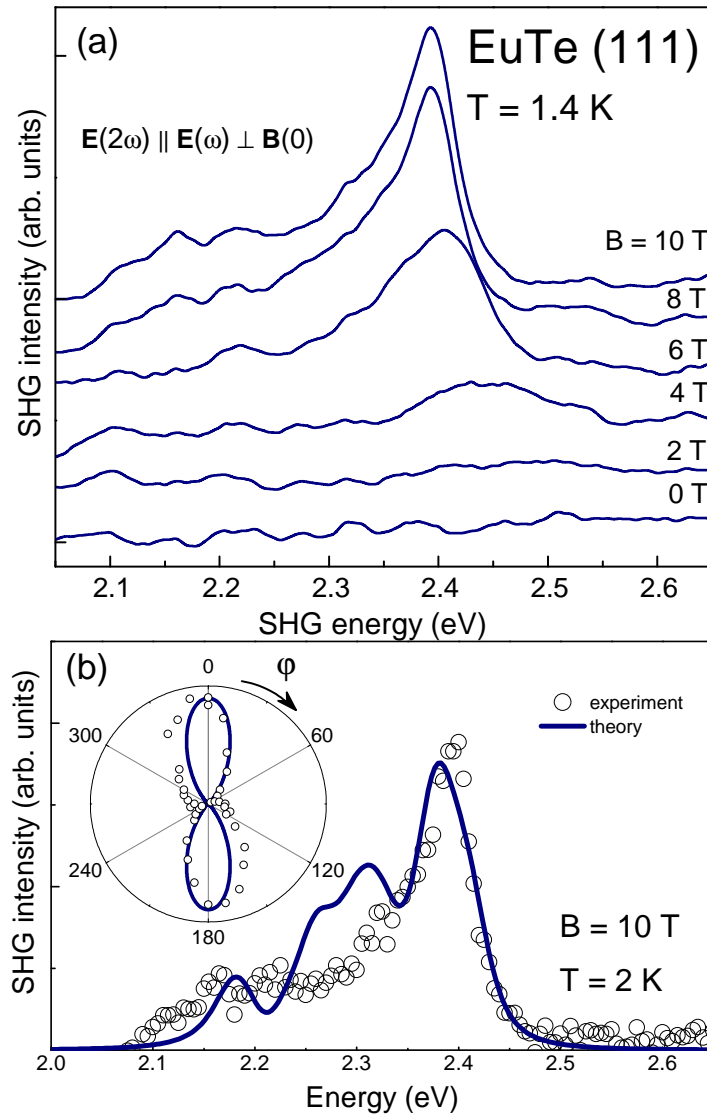 (a)
EuTe (111)
T = 1.4 K
E(2ω) || E(ω) ⊥ B(0)
B = 10 T
8 T
6 T
4 T
2 T
0 T
SHG intensity (arb. units)
2.1 2.2 2.3 2.4 2.5 2.6
SHG energy (eV)
(b)
0
φ
60
120
180
240
300
experiment
theory
B = 10 T
T = 2 K
SHG intensity (arb. units)
2.0 2.1 2.2 2.3 2.4 2.5 2.6
Energy (eV)